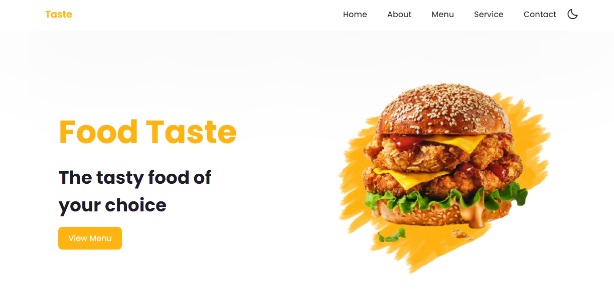 Taste
Home About Menu Service Contact
Food Taste
The tasty food of
your choice
View Menu